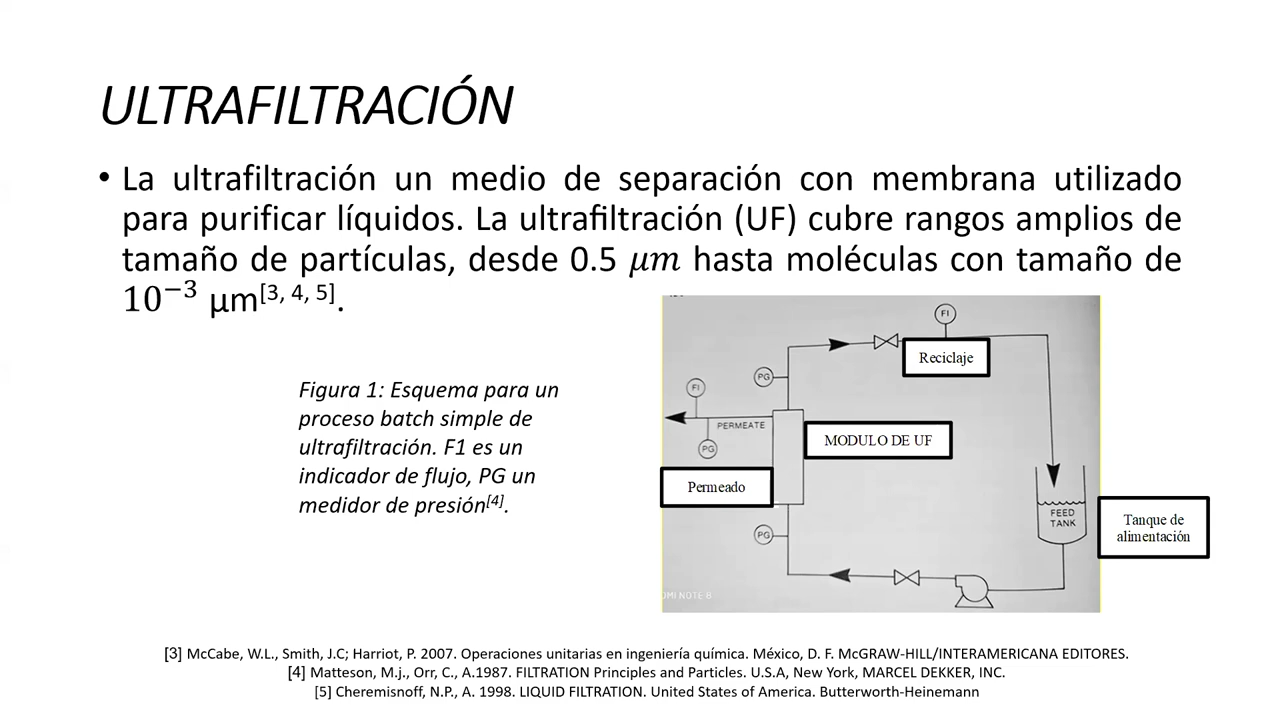 ULTRAFILTRACIÓN
• La ultrafiltración un medio de separación con membrana utilizado
para purificar líquidos. La ultrafiltración (UF) cubre rangos amplios de
tamaño de partículas, desde 0.5 μm hasta moléculas con tamaño de
10⁻³ μm[3, 4, 5].
Figura 1: Esquema para un
proceso batch simple de
ultrafiltración. F1 es un
indicador de flujo, PG un
medidor de presión[4].
FI
Reciclaje
PG
FI
PERMEATE
PG
MODULO DE UF
Permeado
FEED
TANK
Tanque de
alimentación
PG
OMI NOTE 8
[3] McCabe, W.L., Smith, J.C; Harriot, P. 2007. Operaciones unitarias en ingeniería química. México, D. F. McGRAW-HILL/INTERAMERICANA EDITORES.
[4] Matteson, M.j., Orr, C., A.1987. FILTRATION Principles and Particles. U.S.A, New York, MARCEL DEKKER, INC.
[5] Cheremisnoff, N.P., A. 1998. LIQUID FILTRATION. United States of America. Butterworth-Heinemann